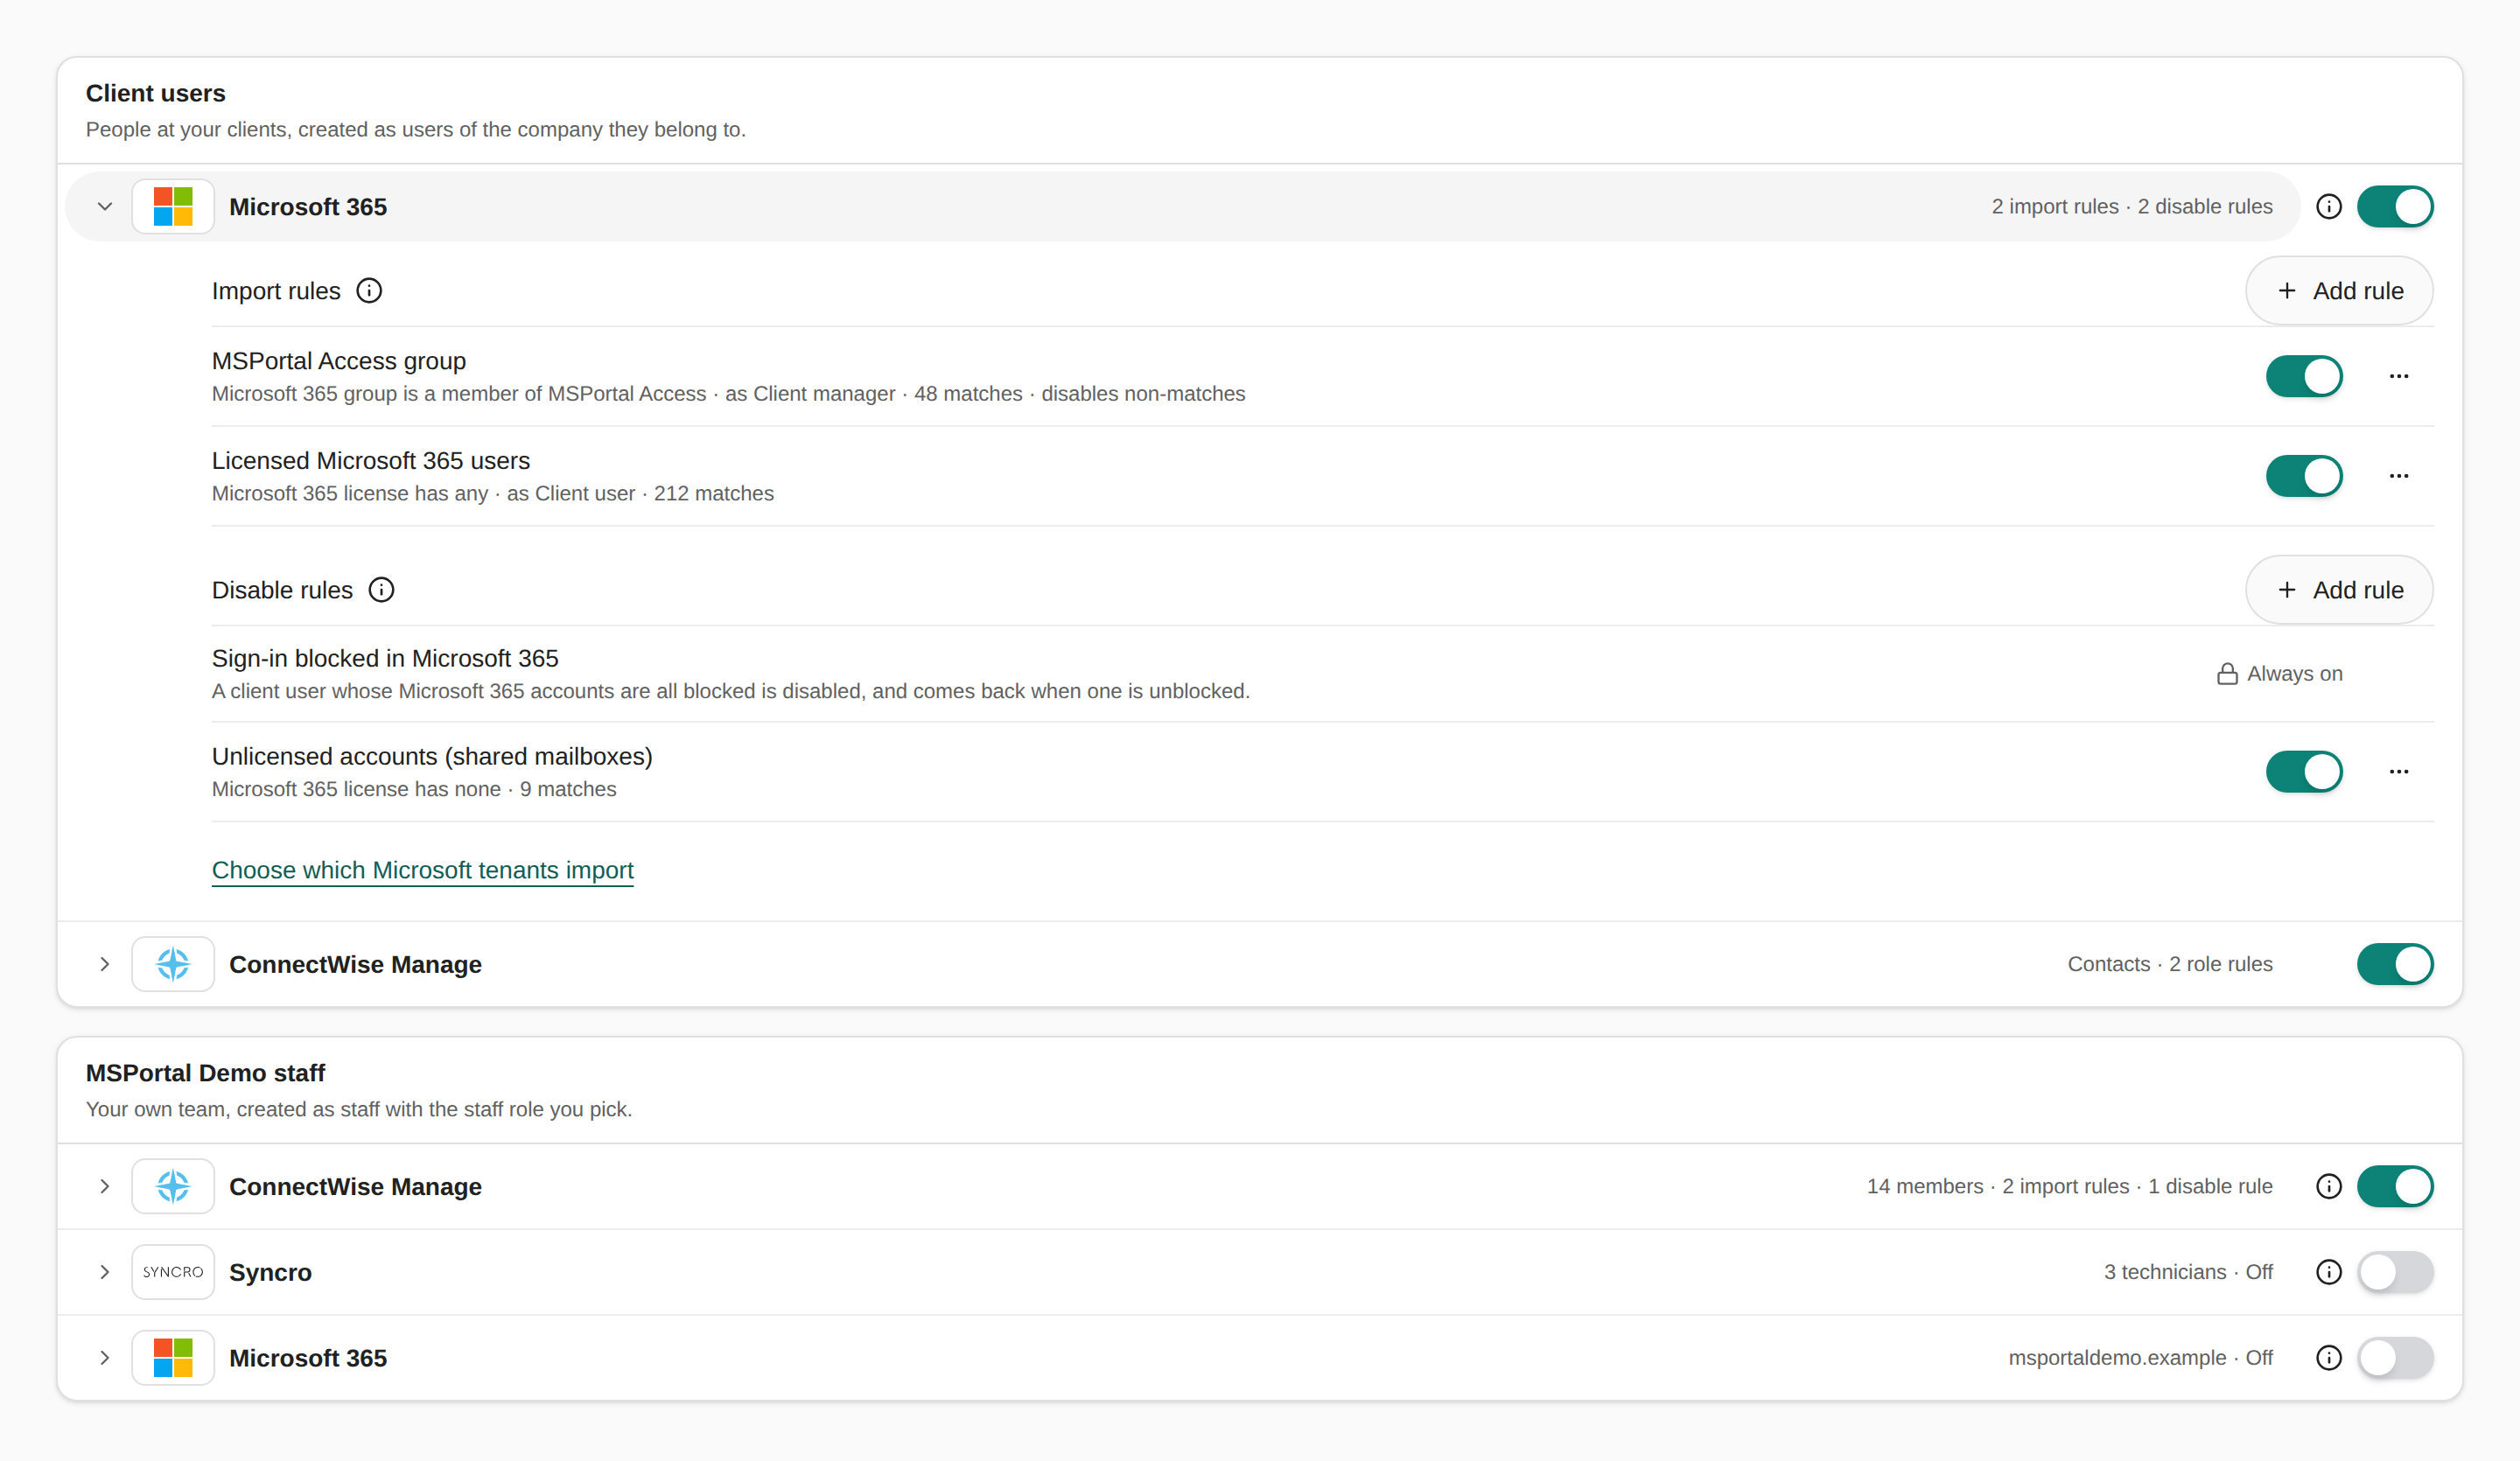 Client users
People at your clients, created as users of the company they belong to.
Microsoft 365
2 import rules · 2 disable rules
Import rules
Add rule
MSPortal Access group
Microsoft 365 group is a member of MSPortal Access · as Client manager · 48 matches · disables non-matches
Licensed Microsoft 365 users
Microsoft 365 license has any · as Client user · 212 matches
Disable rules
Add rule
Sign-in blocked in Microsoft 365
A client user whose Microsoft 365 accounts are all blocked is disabled, and comes back when one is unblocked.
Always on
Unlicensed accounts (shared mailboxes)
Microsoft 365 license has none · 9 matches
Choose which Microsoft tenants import
ConnectWise Manage
Contacts · 2 role rules
MSPortal Demo staff
Your own team, created as staff with the staff role you pick.
ConnectWise Manage
14 members · 2 import rules · 1 disable rule
SYNCRO
Syncro
3 technicians · Off
Microsoft 365
msportaldemo.example · Off